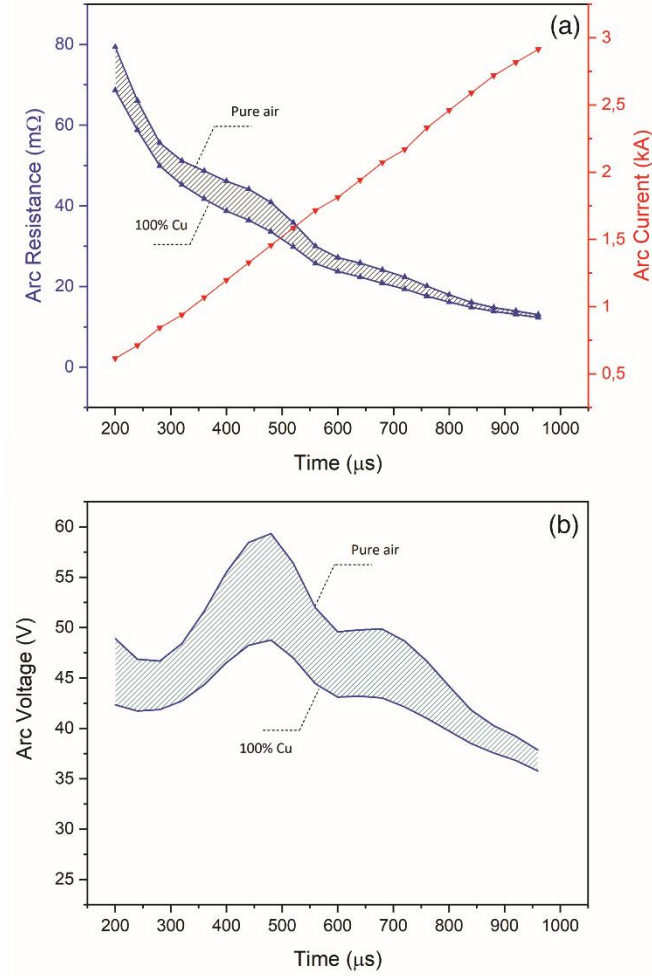 (a)
Arc Resistance (mΩ)
80
60
40
20
0
Pure air
100% Cu
3
2,5
2
1,5
1
0,5
Arc Current (kA)
200 300 400 500 600 700 800 900 1000
Time (μs)
(b)
Arc Voltage (V)
60
55
50
45
40
35
30
25
Pure air
100% Cu
200 300 400 500 600 700 800 900 1000
Time (μs)